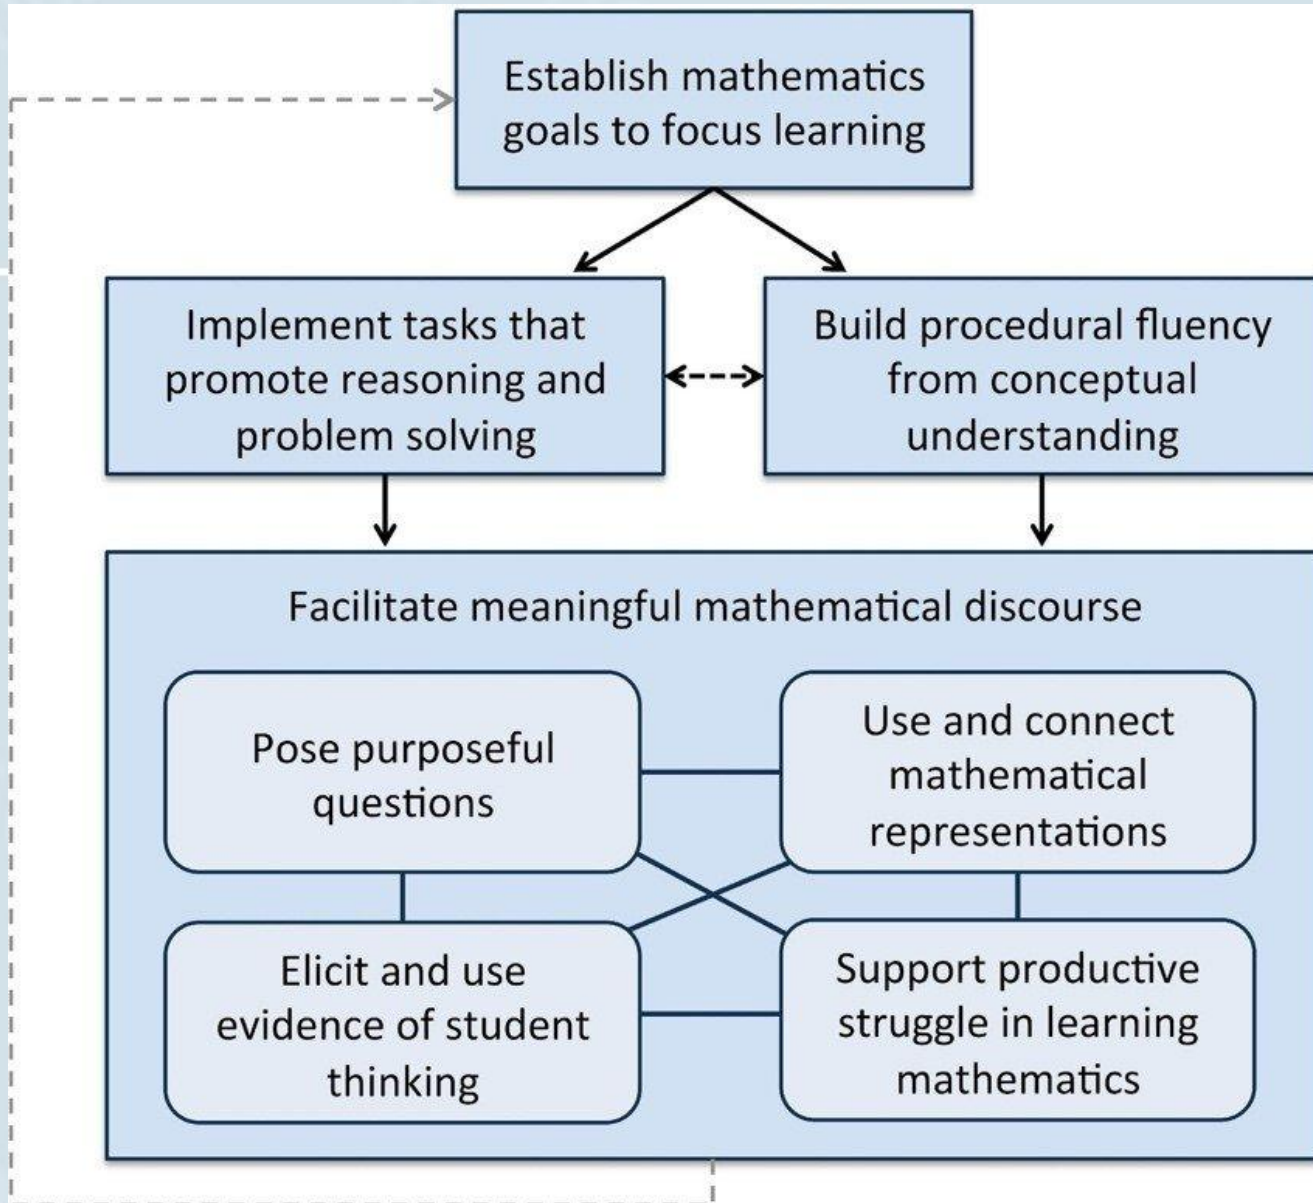 Establish mathematics
goals to focus learning
Implement tasks that
promote reasoning and
problem solving
Build procedural fluency
from conceptual
understanding
Facilitate meaningful mathematical discourse
Pose purposeful
questions
Use and connect
mathematical
representations
Elicit and use
evidence of student
thinking
Support productive
struggle in learning
mathematics